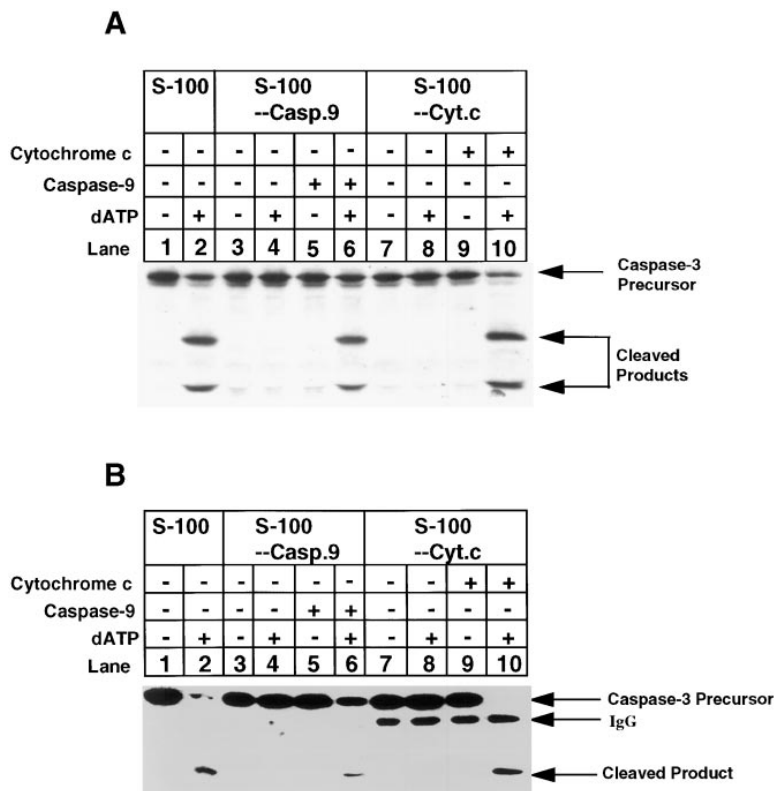 A
S-100 S-100 --Casp.9 S-100 --Cyt.c
Cytochrome c - - - - - - - - + +
Caspase-9 - - - - + + - - - -
dATP - + - + - + - + - +
Lane 1 2 3 4 5 6 7 8 9 10
Caspase-3 Precursor
Cleaved Products
B
S-100 S-100 --Casp.9 S-100 --Cyt.c
Cytochrome c - - - - - - - - + +
Caspase-9 - - - - + + - - - -
dATP - + - + - + - + - +
Lane 1 2 3 4 5 6 7 8 9 10
Caspase-3 Precursor
IgG
Cleaved Product